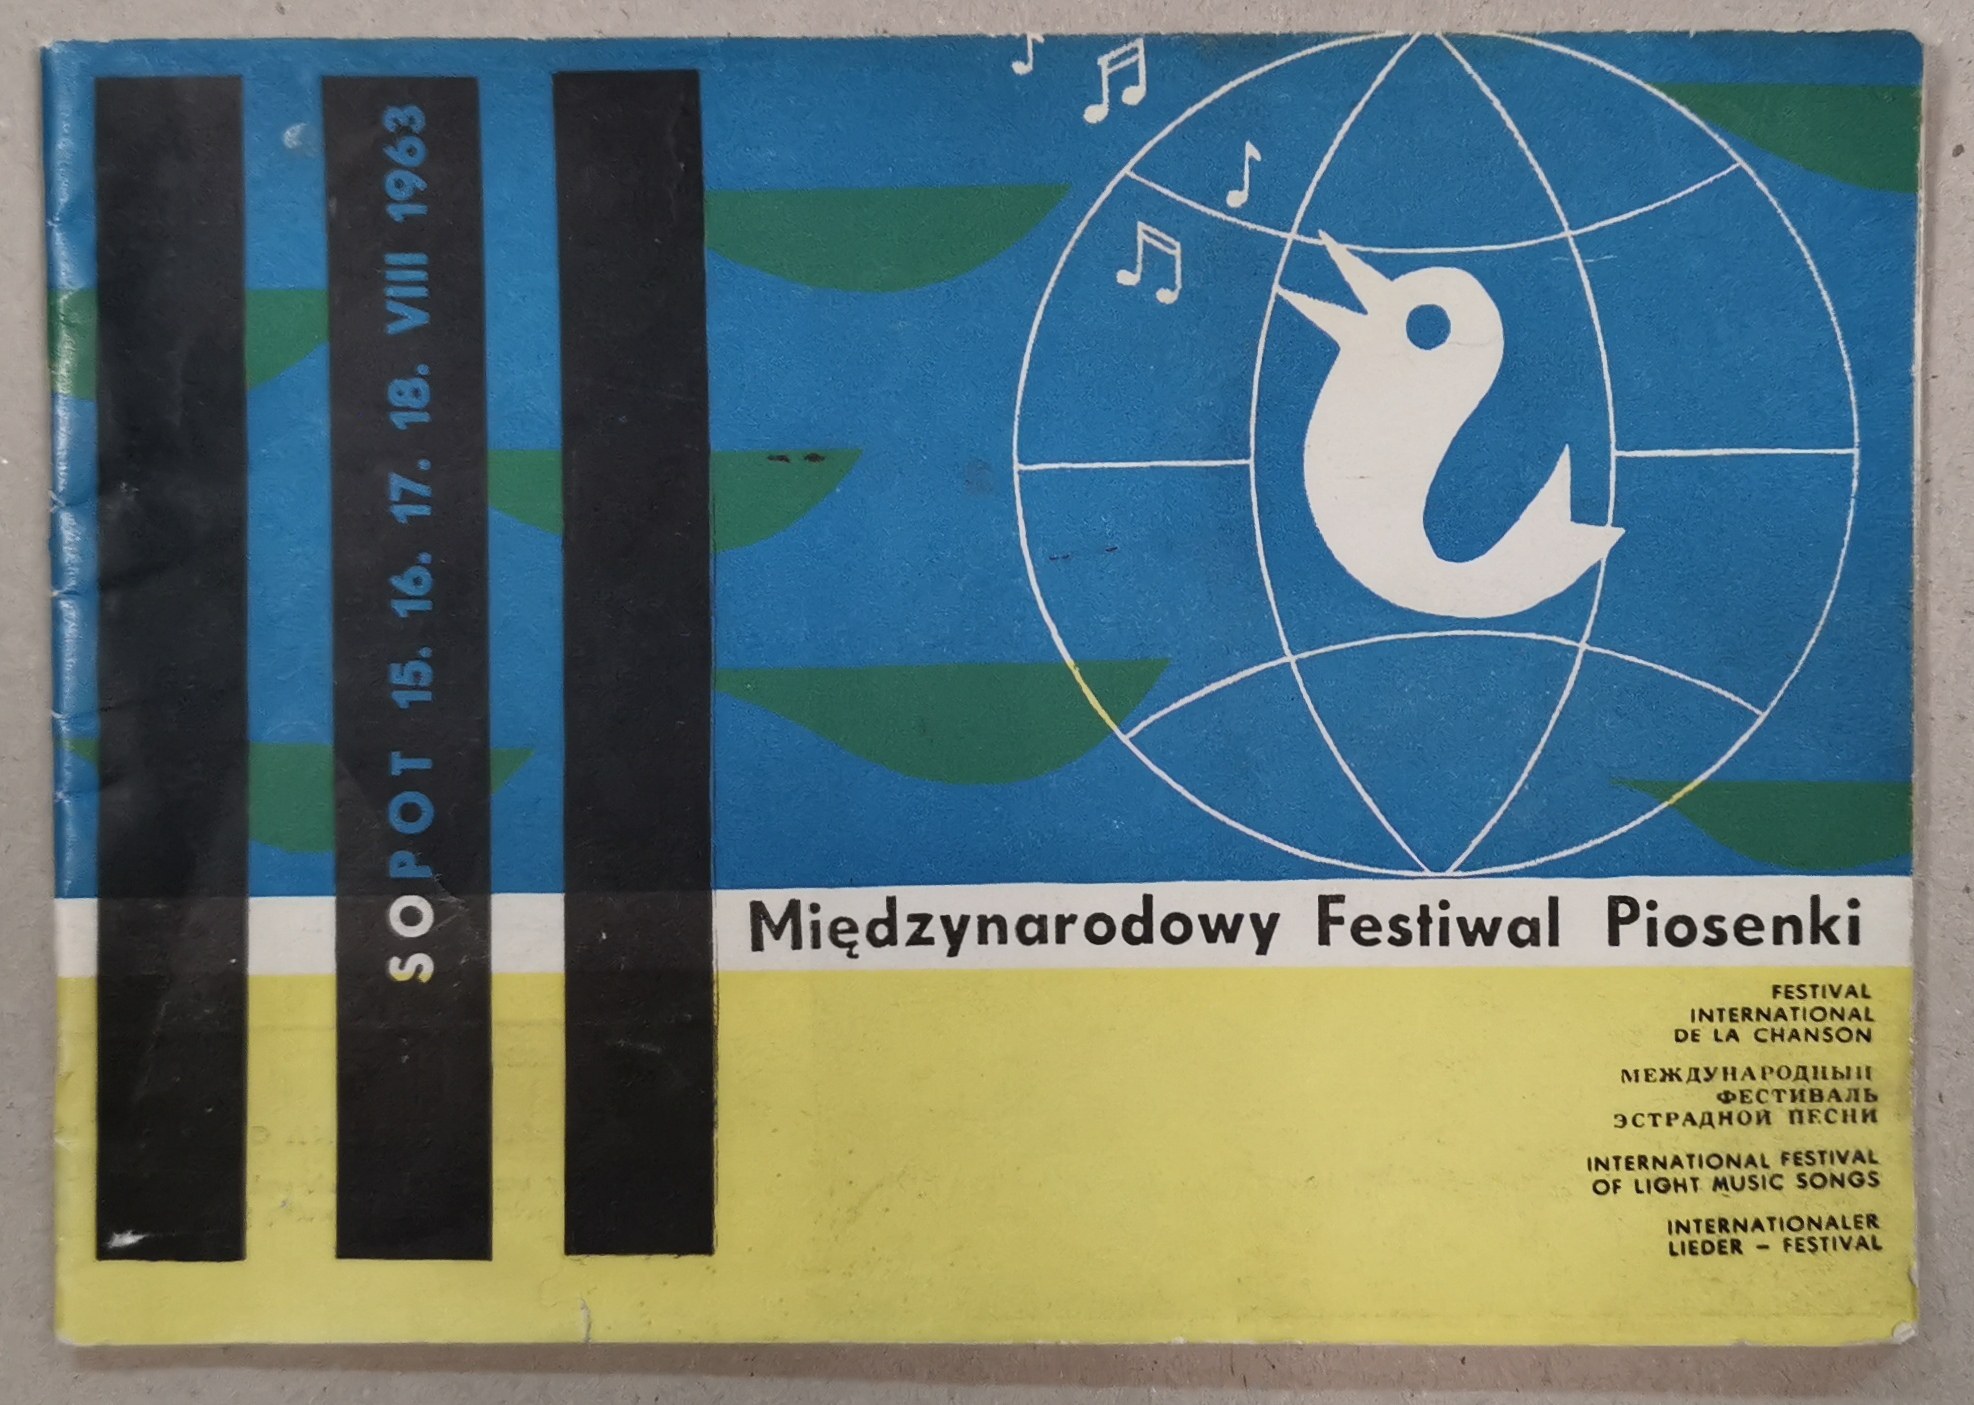 SOPOT 15. 16. 17. 18. VIII 1963
III
Międzynarodowy Festiwal Piosenki
FESTIVAL
INTERNATIONAL
DE LA CHANSON
МЕЖДУНАРОДНЫЙ
ФЕСТИВАЛЬ
ЭСТРАДНОЙ ПЕСНИ
INTERNATIONAL FESTIVAL
OF LIGHT MUSIC SONGS
INTERNATIONALER
LIEDER – FESTIVAL